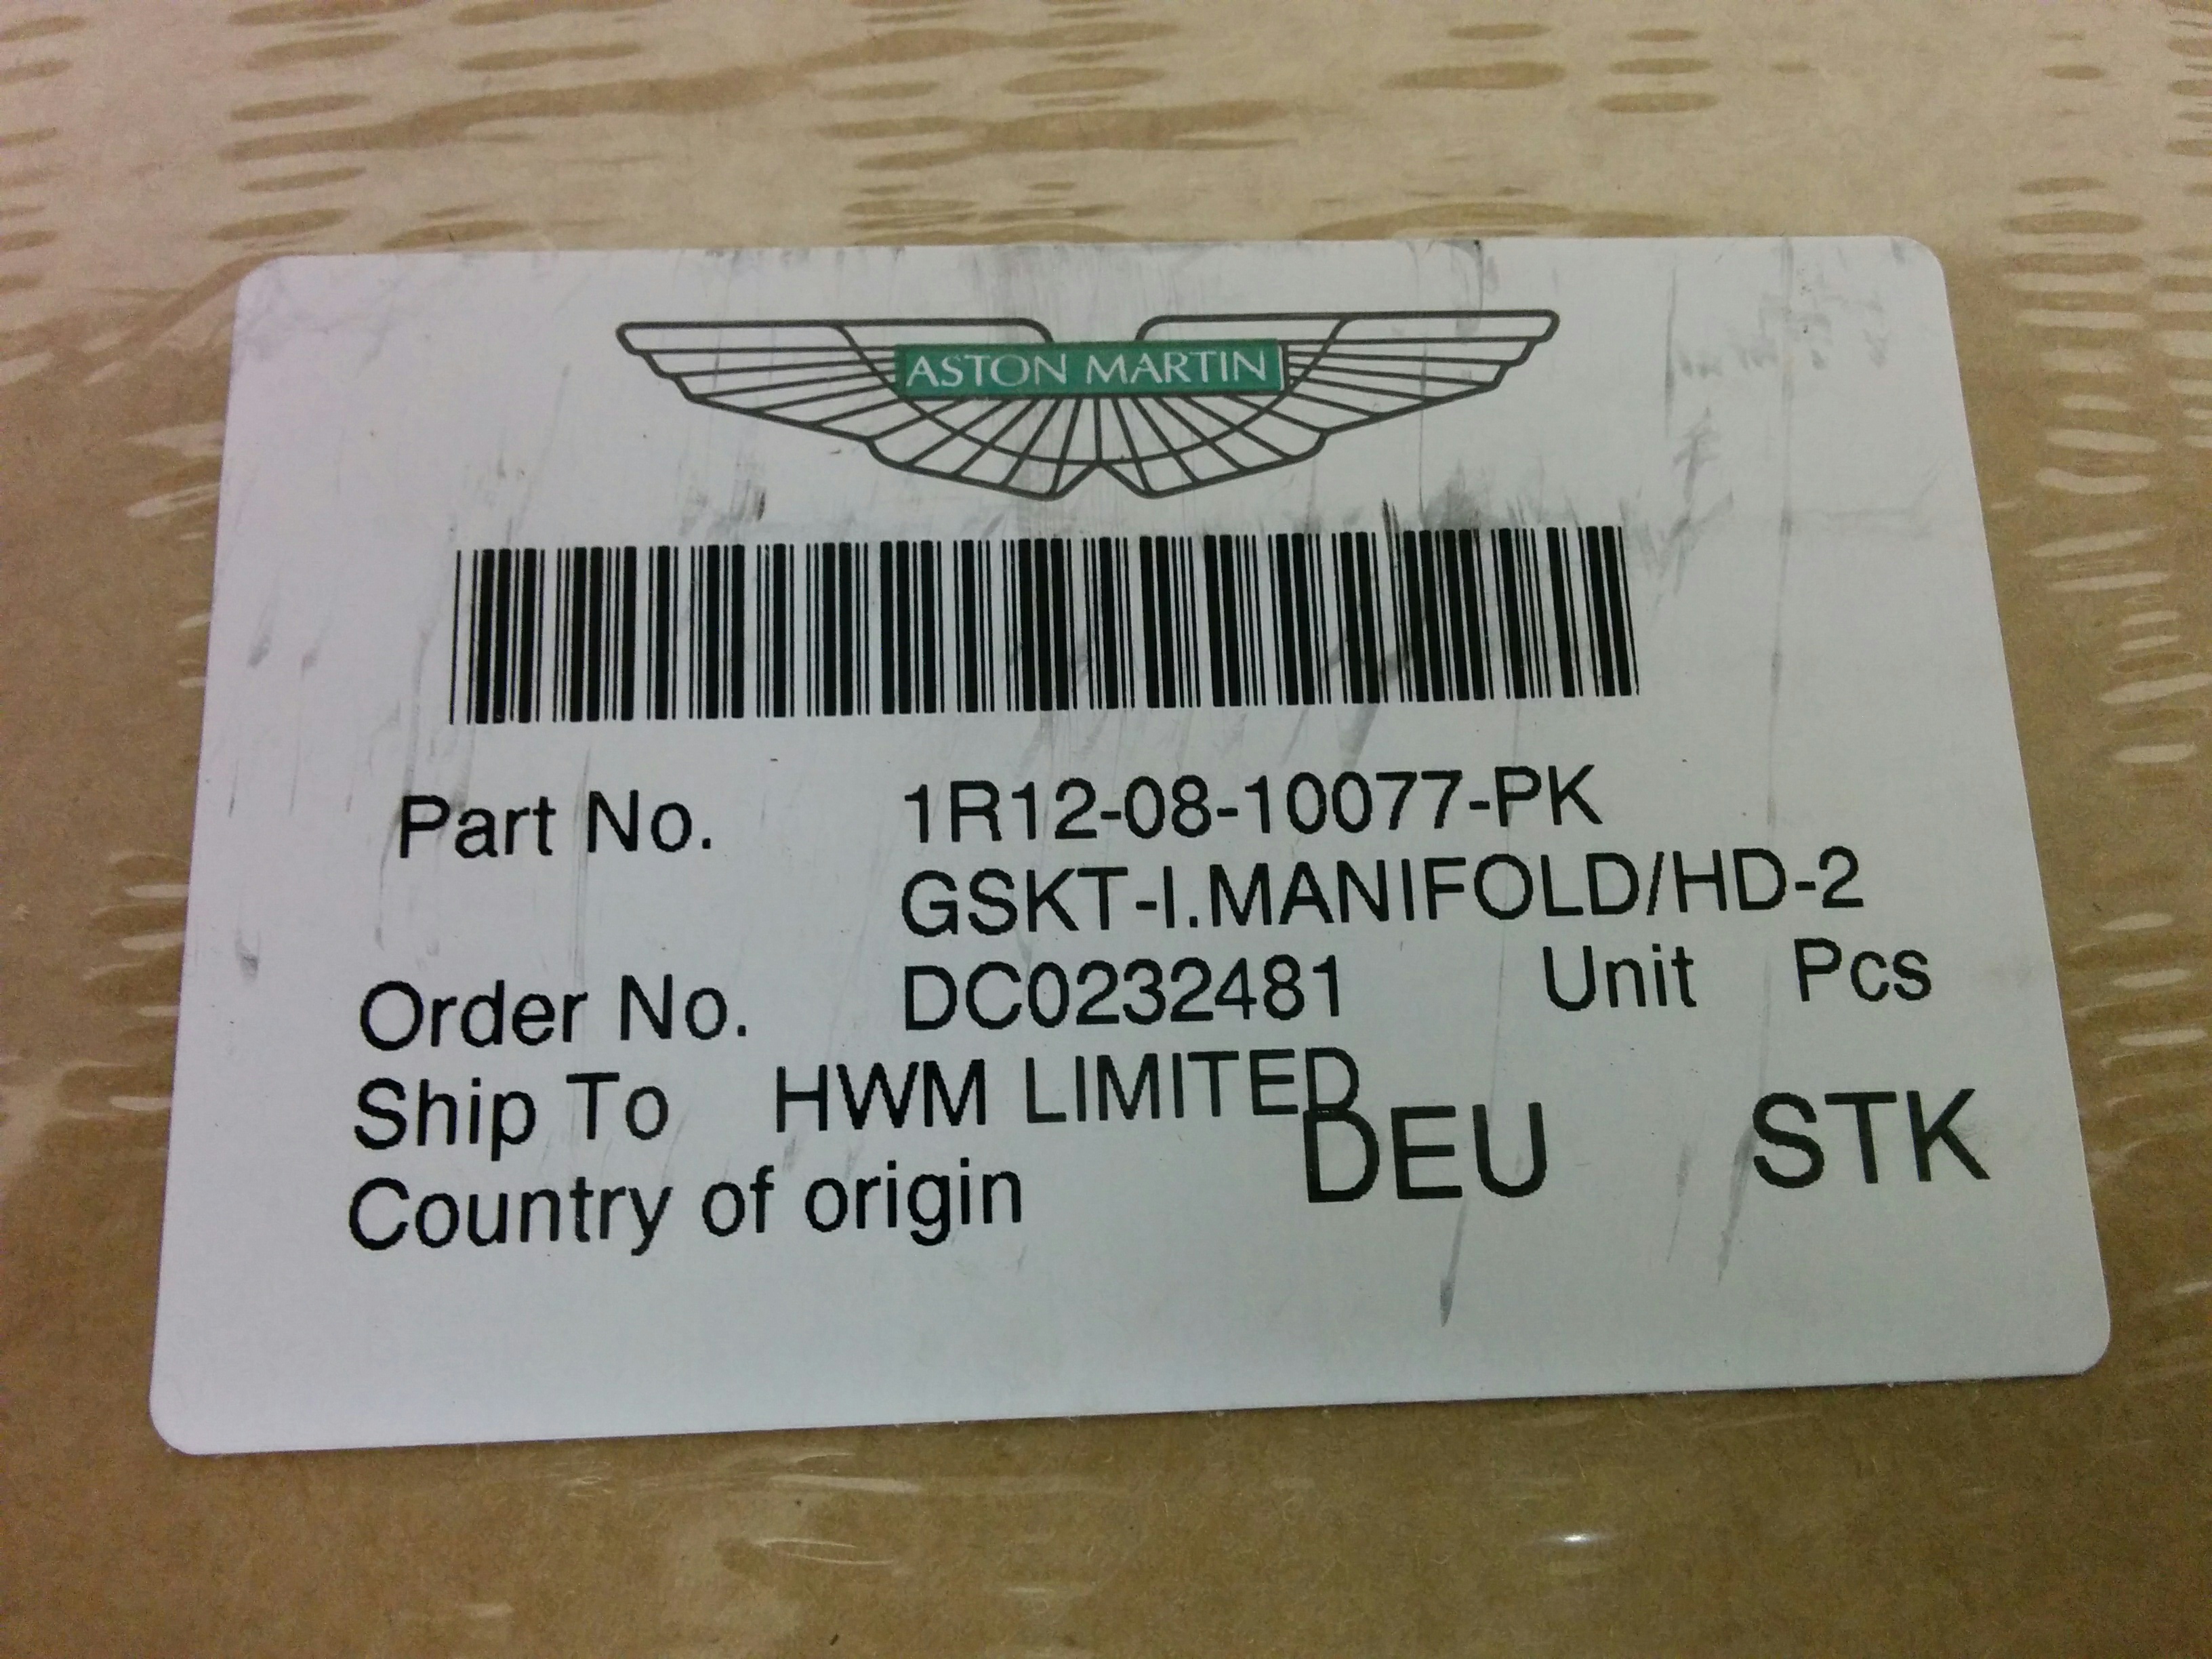 ASTON MARTIN
Part No. 1R12-08-10077-PK
GSKT-I.MANIFOLD/HD-2
Order No. DC0232481 Unit Pcs
Ship To HWM LIMITED
Country of origin DEU STK